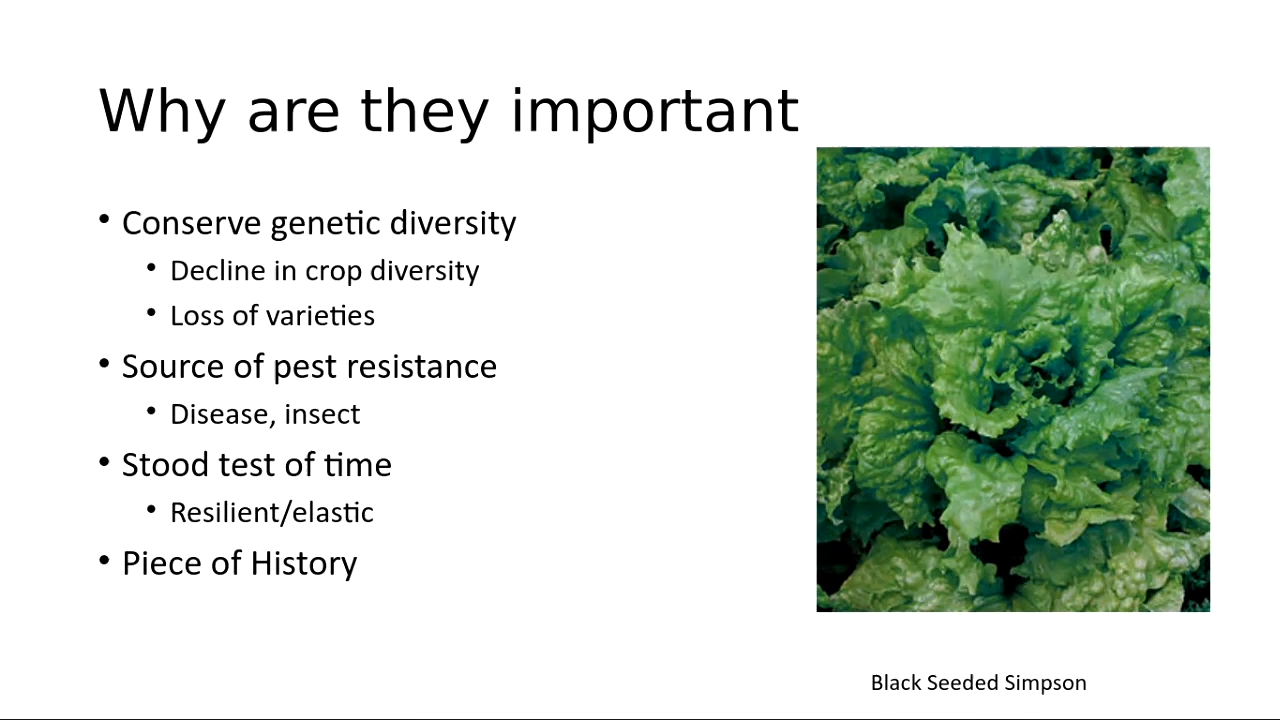 Why are they important
• Conserve genetic diversity
• Decline in crop diversity
• Loss of varieties
• Source of pest resistance
• Disease, insect
• Stood test of time
• Resilient/elastic
• Piece of History
Black Seeded Simpson